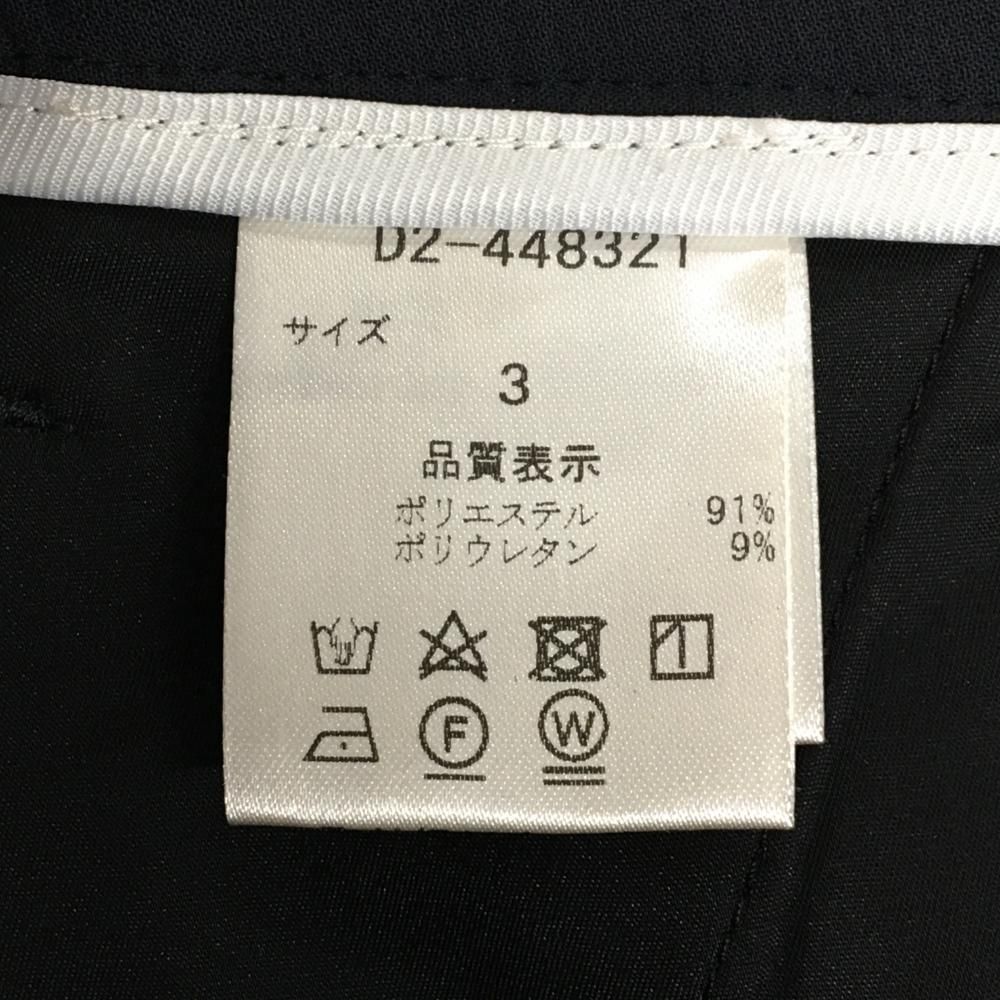 D2-448321
サイズ
3
品質表示
ポリエステル 91%
ポリウレタン 9%
F W